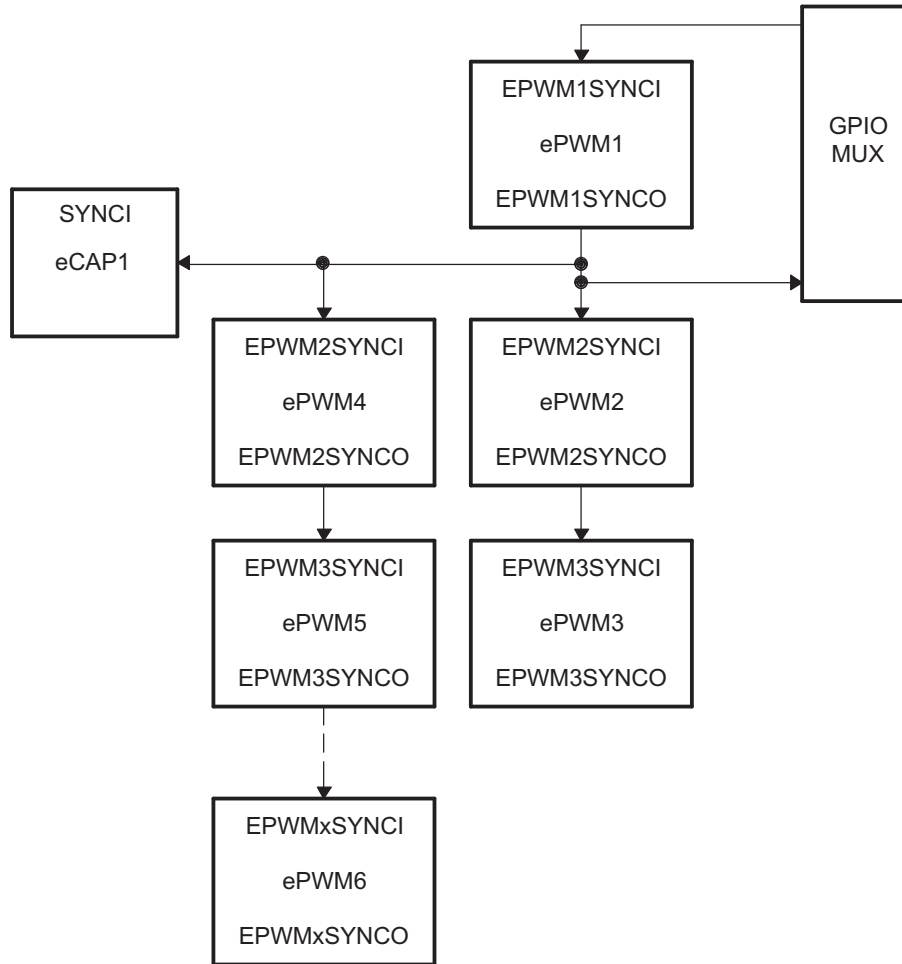 EPWM1SYNCI
ePWM1
EPWM1SYNCO
GPIO
MUX
SYNCI
eCAP1
EPWM2SYNCI
ePWM4
EPWM2SYNCO
EPWM2SYNCI
ePWM2
EPWM2SYNCO
EPWM3SYNCI
ePWM5
EPWM3SYNCO
EPWM3SYNCI
ePWM3
EPWM3SYNCO
EPWMxSYNCI
ePWM6
EPWMxSYNCO